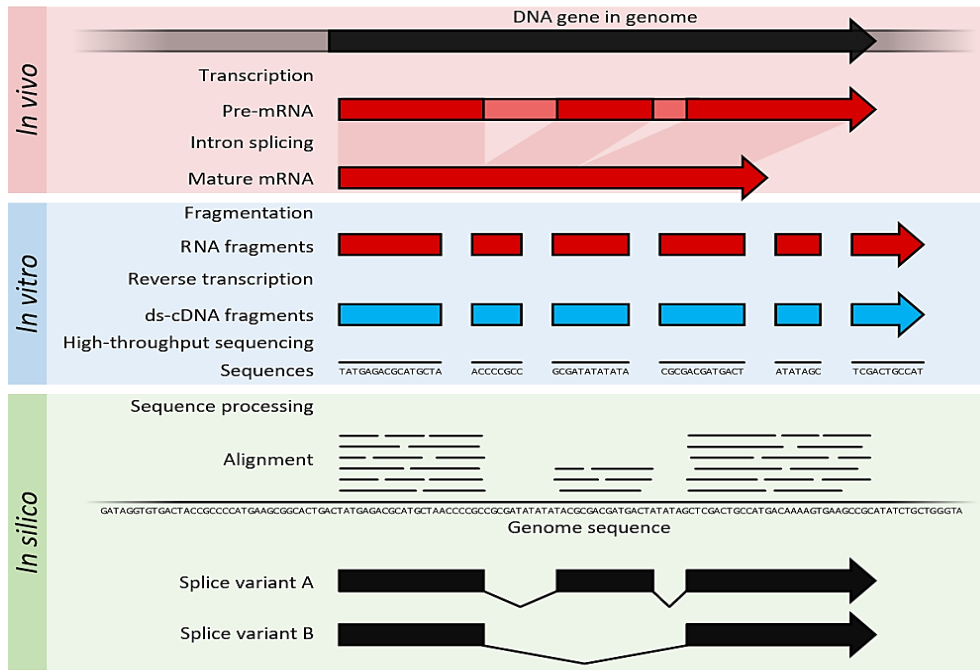 In vivo
DNA gene in genome
Transcription
Pre-mRNA
Intron splicing
Mature mRNA
In vitro
Fragmentation
RNA fragments
Reverse transcription
ds-cDNA fragments
High-throughput sequencing
Sequences
TATGAGACGCATGCTA ACCCCGCC GCGATATATATA CGCGACGATGACT ATATAGC TCGACTGCCAT
In silico
Sequence processing
Alignment
GATAGGTGTGACTACCGCCCCATGAAGCGGCACTGACTATGAGACGCATGCTAACCCCGCCGCGATATATATACGCGACGATGACTATATAGCTCGACTGCCATGACAAAAGTGAAGCCGCATATCTGCTGGGTA
Genome sequence
Splice variant A
Splice variant B